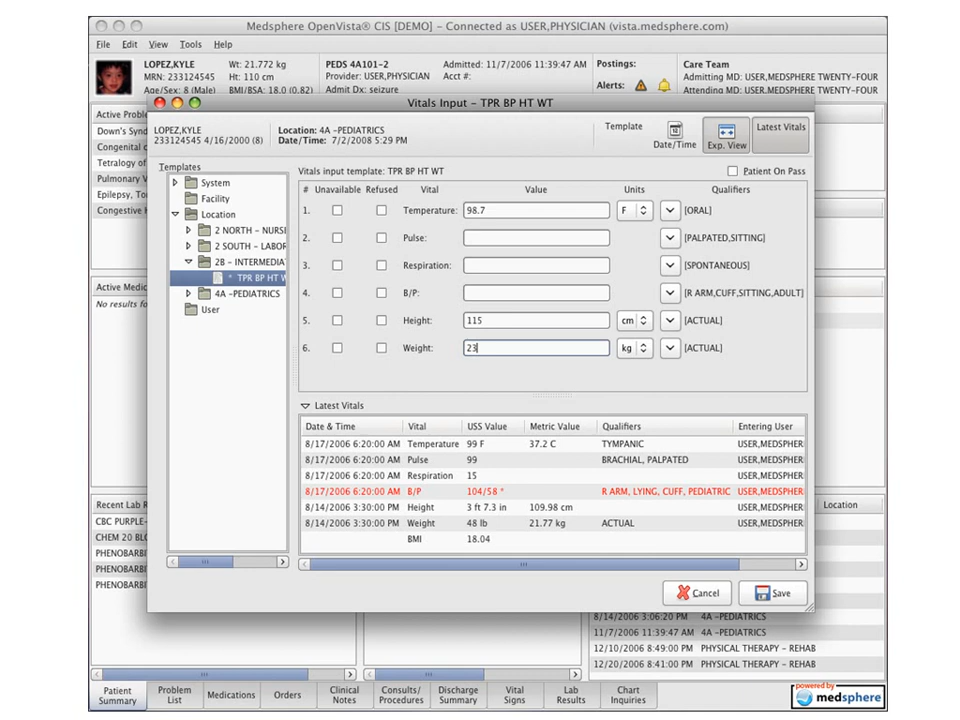 Medsphere OpenVista® CIS [DEMO] – Connected as USER,PHYSICIAN (vista.medsphere.com)
File Edit View Tools Help
LOPEZ,KYLE Wt: 21.772 kg PEDS 4A101-2 Admitted: 11/7/2006 11:39:47 AM Postings: Care Team
MRN: 233124545 Ht: 110 cm Provider: USER,PHYSICIAN Acct #: Admitting MD: USER,MEDSPHERE TWENTY-FOUR
Age/Sex: 8 (Male) BMI/BSA: 18.0 (0.82) Admit Dx: seizure Alerts: Attending MD: USER,MEDSPHERE TWENTY-FOUR
Vitals Input – TPR BP HT WT
Active Proble
Down's Synd
Congenital c
Tetralogy of
Pulmonary V
Epilepsy, To
Congestive H
Active Medic
No results fo
Recent Lab R
CBC PURPLE-
CHEM 20 BLO
PHENOBARBI
PHENOBARBI
PHENOBARBI
LOPEZ,KYLE Location: 4A -PEDIATRICS
233124545 4/16/2000 (8) Date/Time: 7/2/2008 5:29 PM
Template Date/Time Exp. View Latest Vitals
Templates
System
Facility
Location
2 NORTH – NURSI
2 SOUTH – LABOR
2B – INTERMEDIA
* TPR BP HT W
4A -PEDIATRICS
User
Vitals input template: TPR BP HT WT Patient On Pass
# Unavailable Refused Vital Value Units Qualifiers
1. Temperature: 98.7 F [ORAL]
2. Pulse: [PALPATED,SITTING]
3. Respiration: [SPONTANEOUS]
4. B/P: [R ARM,CUFF,SITTING,ADULT]
5. Height: 115 cm [ACTUAL]
6. Weight: 23 kg [ACTUAL]
Latest Vitals
Date & Time Vital USS Value Metric Value Qualifiers Entering User
8/17/2006 6:20:00 AM Temperature 99 F 37.2 C TYMPANIC USER,MEDSPHER
8/17/2006 6:20:00 AM Pulse 99 BRACHIAL, PALPATED USER,MEDSPHER
8/17/2006 6:20:00 AM Respiration 15 USER,MEDSPHER
8/17/2006 6:20:00 AM B/P 104/58 * R ARM, LYING, CUFF, PEDIATRIC USER,MEDSPHER
8/14/2006 3:30:00 PM Height 3 ft 7.3 in 109.98 cm USER,MEDSPHER
8/14/2006 3:30:00 PM Weight 48 lb 21.77 kg ACTUAL USER,MEDSPHER
BMI 18.04
Cancel Save
Location
8/14/2006 3:06:20 PM 4A -PEDIATRICS
11/7/2006 11:39:47 AM 4A -PEDIATRICS
12/10/2006 8:49:00 PM PHYSICAL THERAPY – REHAB
12/20/2006 8:41:00 PM PHYSICAL THERAPY – REHAB
Patient Summary Problem List Medications Orders Clinical Notes Consults/ Procedures Discharge Summary Vital Signs Lab Results Chart Inquiries
powered by
medsphere